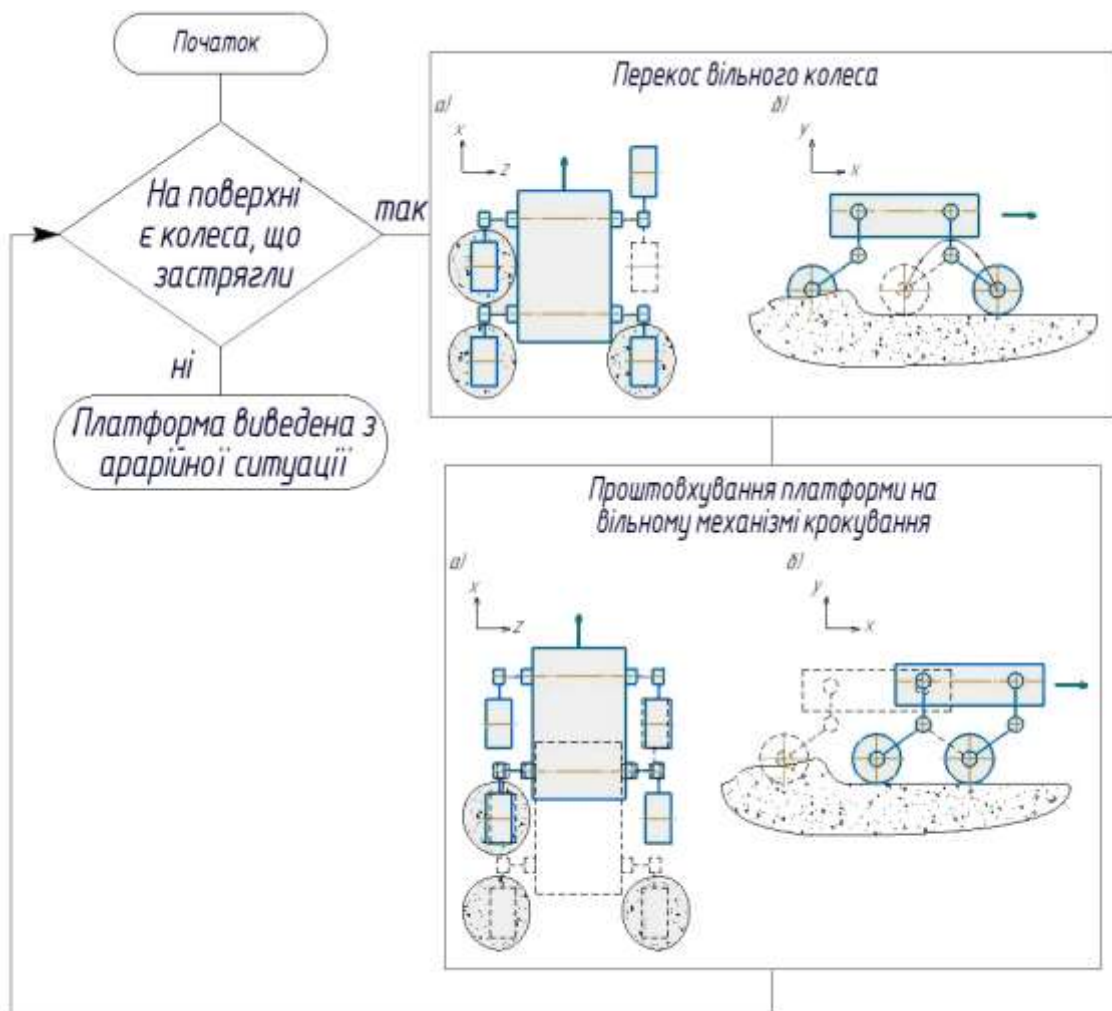 Початок
На поверхні
є колеса, що
застрягли
так
ні
Платформа виведена з
арарійної ситуації
Перекос вільного колеса
а)
б)
x
z
y
x
Проштовхування платформи на
вільному механізмі крокування
а)
б)
x
z
y
x